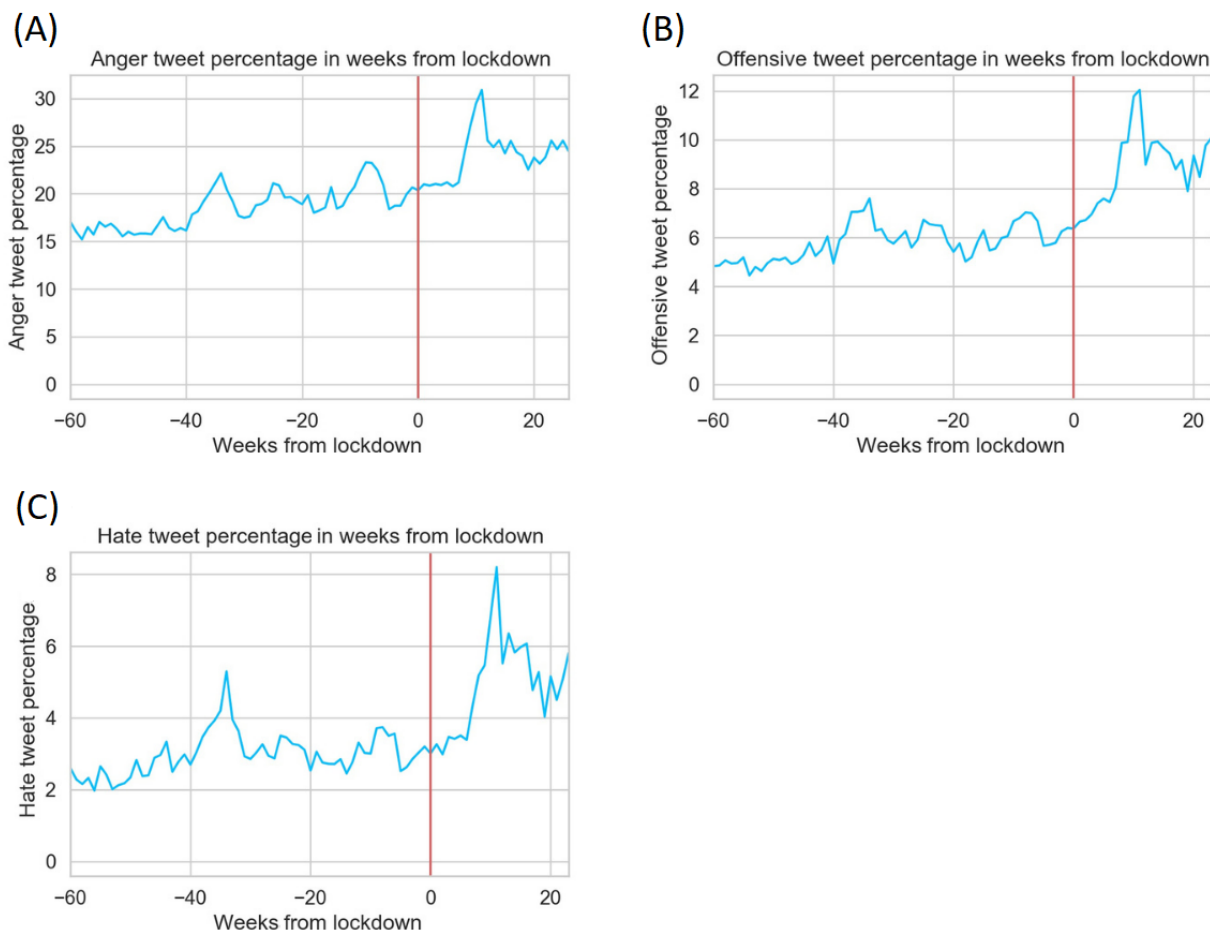 (A)
Anger tweet percentage in weeks from lockdown
Anger tweet percentage
30
25
20
15
10
5
0
−60
−40
−20
0
20
Weeks from lockdown
(B)
Offensive tweet percentage in weeks from lockdown
Offensive tweet percentage
12
10
8
6
4
2
0
−60
−40
−20
0
20
Weeks from lockdown
(C)
Hate tweet percentage in weeks from lockdown
Hate tweet percentage
8
6
4
2
0
−60
−40
−20
0
20
Weeks from lockdown